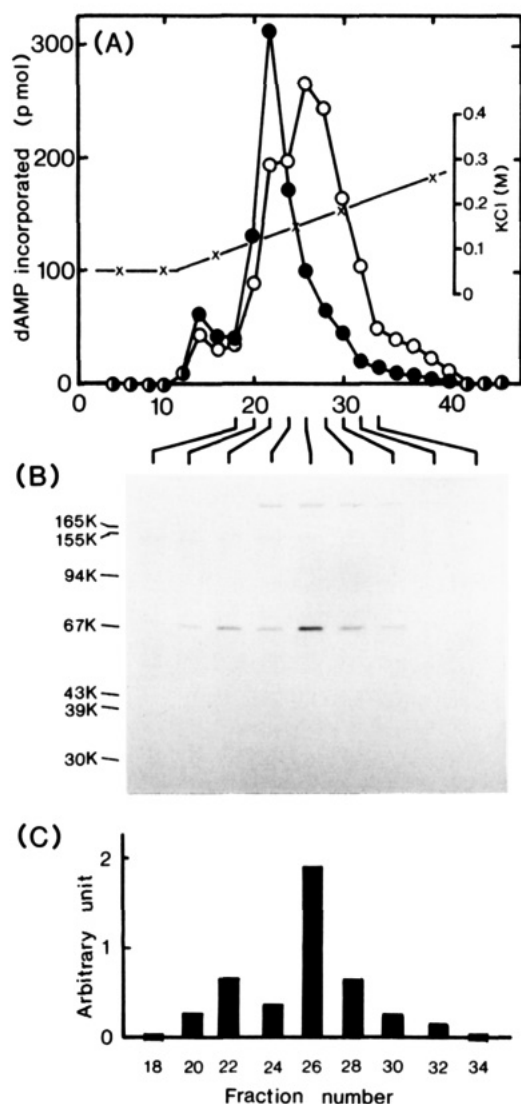 (A)
dAMP incorporated (pmol)
300
200
100
0
0.4
0.3
0.2
0.1
0
KCl (M)
0 10 20 30 40
(B)
165K
155K
94K
67K
43K
39K
30K
(C)
Arbitrary unit
2
1
0
18 20 22 24 26 28 30 32 34
Fraction number